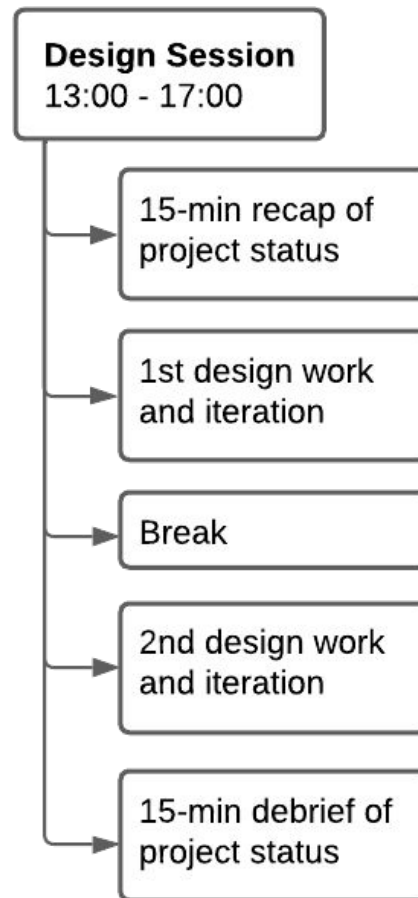 Design Session
13:00 - 17:00
15-min recap of
project status
1st design work
and iteration
Break
2nd design work
and iteration
15-min debrief of
project status